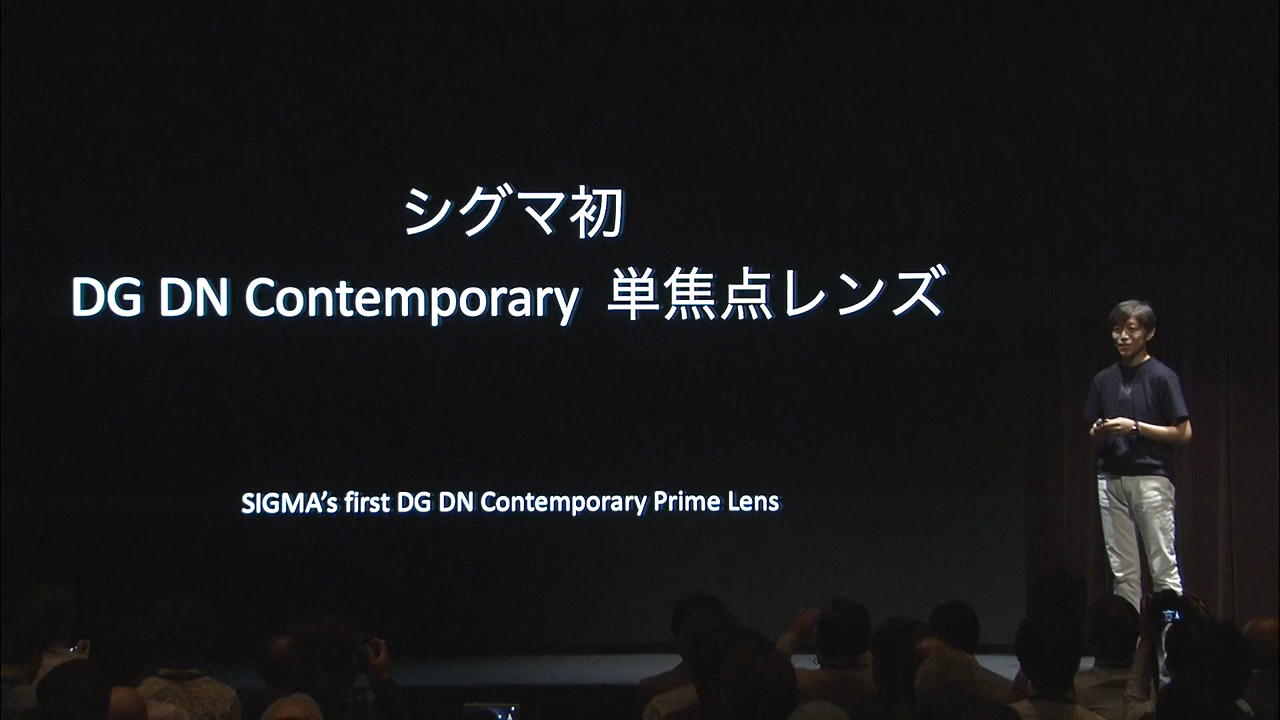 シグマ初
DG DN Contemporary 単焦点レンズ
SIGMA's first DG DN Contemporary Prime Lens